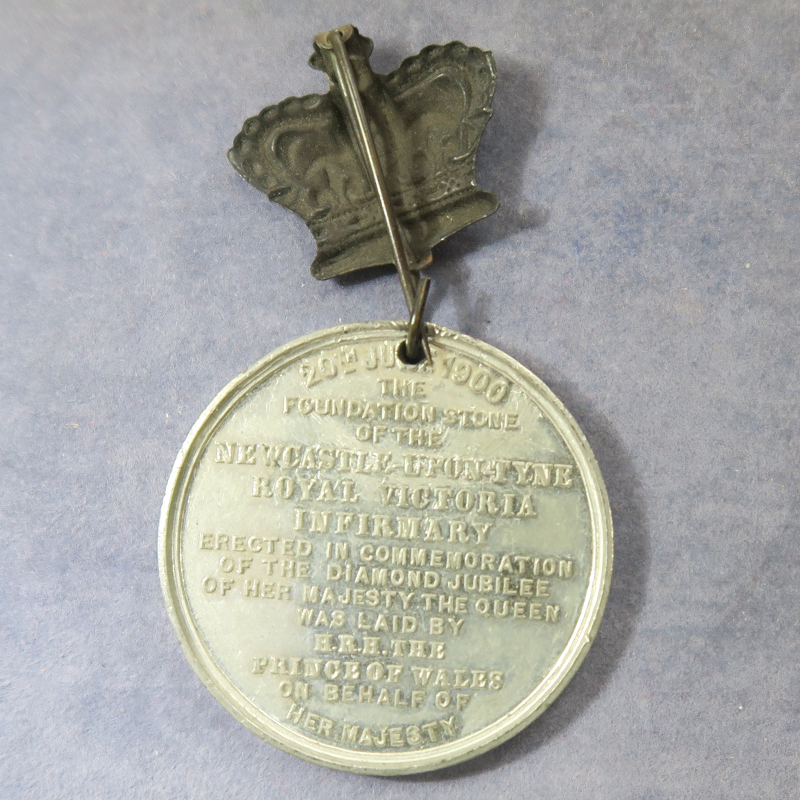 20TH JUNE 1900
THE
FOUNDATION STONE
OF THE
NEWCASTLE-UPON-TYNE
ROYAL VICTORIA
INFIRMARY
ERECTED IN COMMEMORATION
OF THE DIAMOND JUBILEE
OF HER MAJESTY THE QUEEN
WAS LAID BY
H.R.H. THE
PRINCE OF WALES
ON BEHALF OF
HER MAJESTY